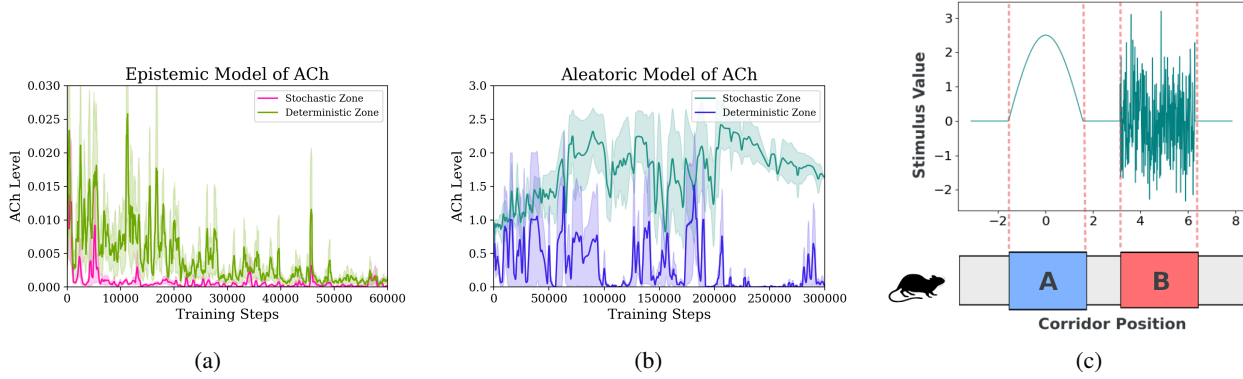 Epistemic Model of ACh
0.030
0.025
0.020
0.015
0.010
0.005
0.000
ACh Level
Stochastic Zone
Deterministic Zone
0 10000 20000 30000 40000 50000 60000
Training Steps
(a)
Aleatoric Model of ACh
3.0
2.5
2.0
1.5
1.0
0.5
0.0
ACh Level
Stochastic Zone
Deterministic Zone
0 50000 100000 150000 200000 250000 300000
Training Steps
(b)
3
2
1
0
−1
−2
Stimulus Value
−2 0 2 4 6 8
A B
Corridor Position
(c)